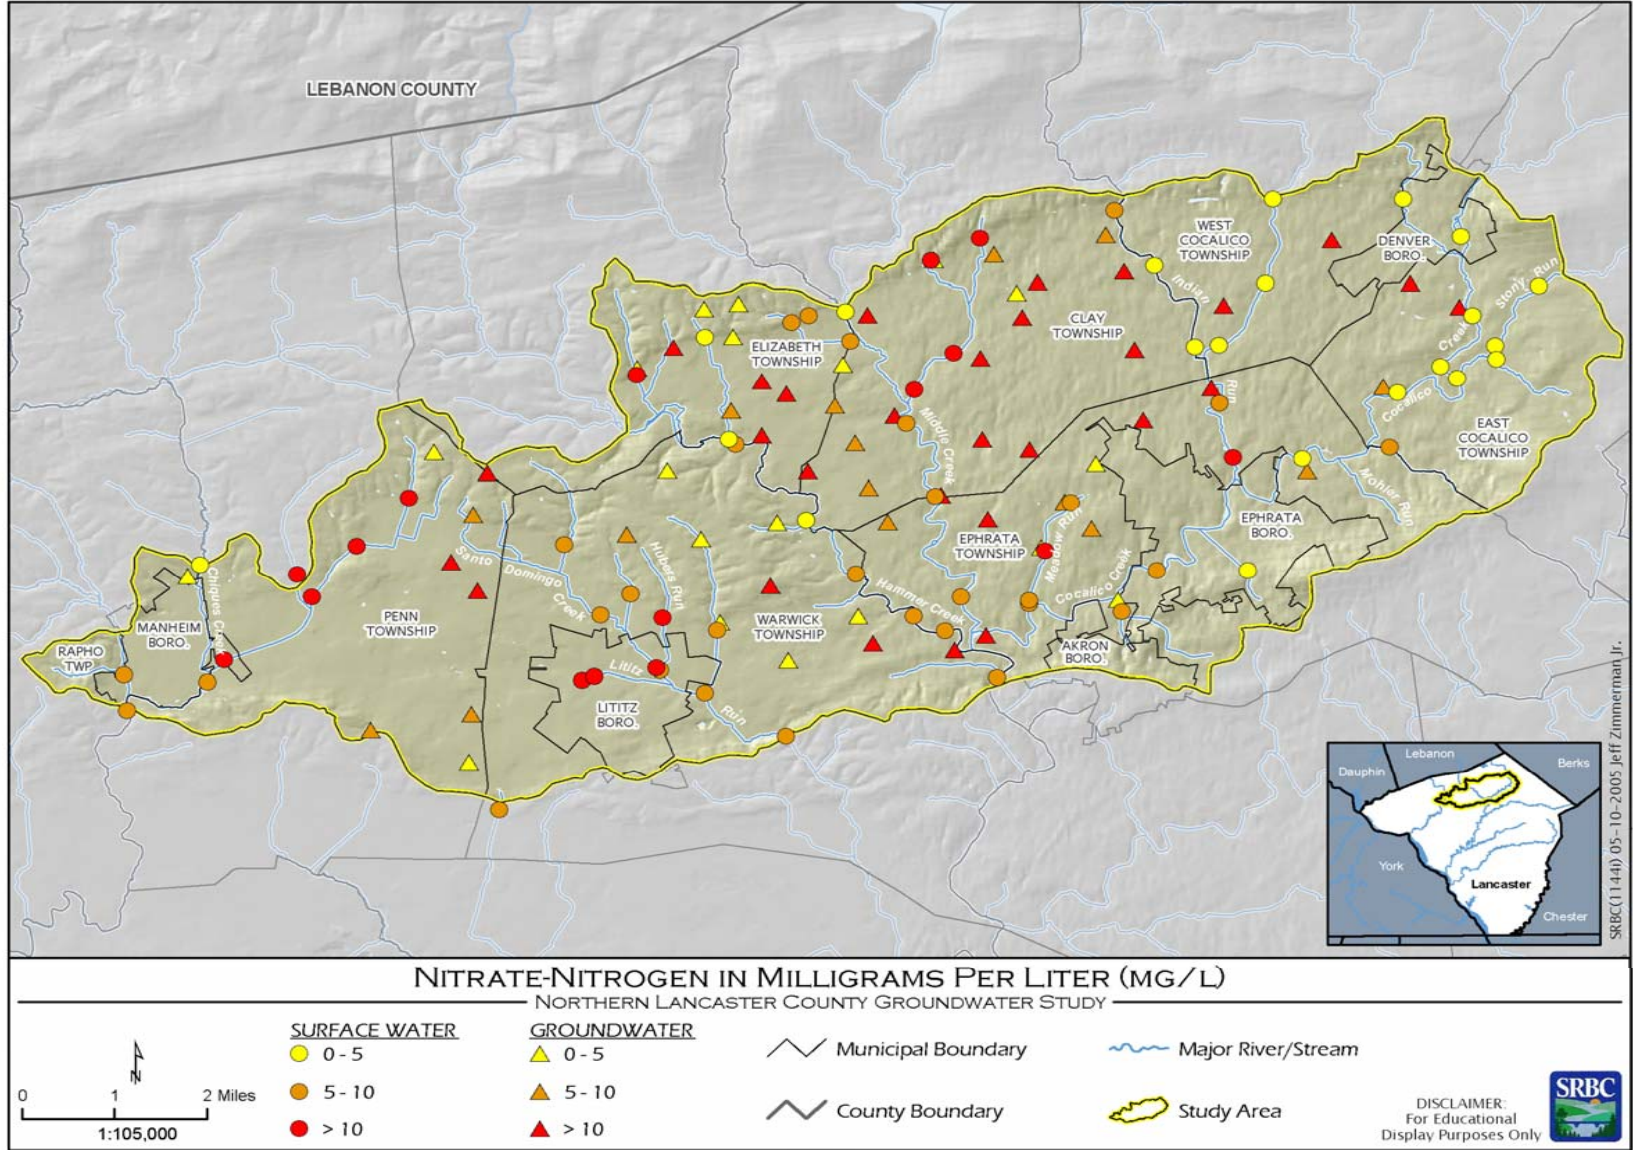 LEBANON COUNTY
WEST
COCALICO
TOWNSHIP
DENVER
BORO.
Stony Run
Indian
CLAY
TOWNSHIP
Creek
ELIZABETH
TOWNSHIP
Run
Cocalico
Middle Creek
EAST
COCALICO
TOWNSHIP
Mohler Run
EPHRATA
BORO.
EPHRATA
TOWNSHIP
Meadow Run
Santo Domingo
Creek
Hubers Run
Cocalico Creek
Hammer Creek
Chiques Creek
PENN
TOWNSHIP
WARWICK
TOWNSHIP
MANHEIM
BORO.
RAPHO
TWP
AKRON
BORO.
Lititz
Run
LITITZ
BORO.
Lebanon
Berks
Dauphin
York
Lancaster
Chester
SRBC(1144i) 05-10-2005 Jeff Zimmerman Jr.
NITRATE-NITROGEN IN MILLIGRAMS PER LITER (MG/L)
NORTHERN LANCASTER COUNTY GROUNDWATER STUDY
N
0 1 2 Miles
1:105,000
SURFACE WATER
0 - 5
5 - 10
> 10
GROUNDWATER
0 - 5
5 - 10
> 10
Municipal Boundary
County Boundary
Major River/Stream
Study Area
DISCLAIMER:
For Educational
Display Purposes Only
SRBC